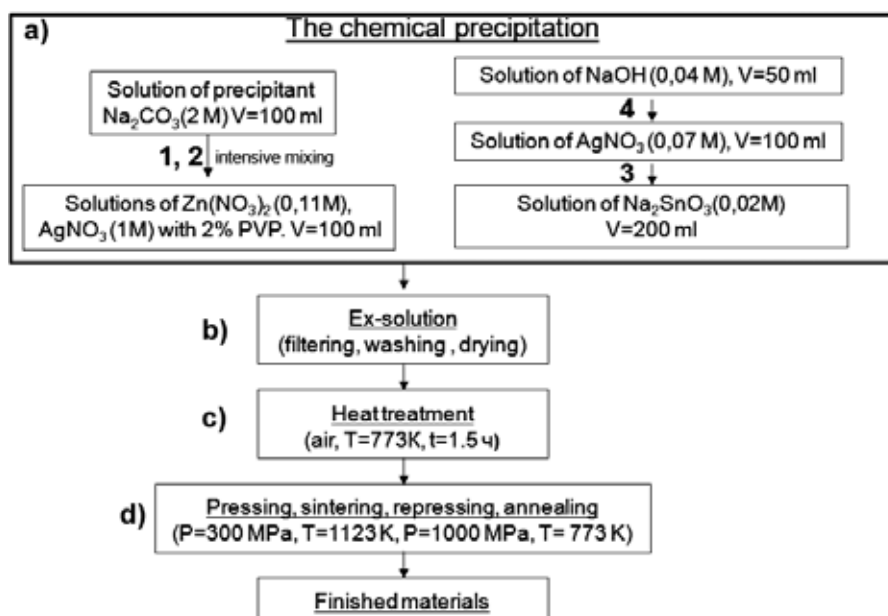 a)
The chemical precipitation
Solution of precipitant
Na₂CO₃(2 M) V=100 ml
1, 2 intensive mixing
Solutions of Zn(NO₃)₂ (0,11M),
AgNO₃ (1M) with 2% PVP. V=100 ml
Solution of NaOH (0,04 M), V=50 ml
4
Solution of AgNO₃ (0,07 M), V=100 ml
3
Solution of Na₂SnO₃(0,02M)
V=200 ml
b)
Ex-solution
(filtering, washing , drying)
c)
Heat treatment
(air, T=773K, t=1.5 ч)
d)
Pressing, sintering, repressing, annealing
(P=300 MPa, T=1123 K, P=1000 MPa, T= 773 K)
Finished materials